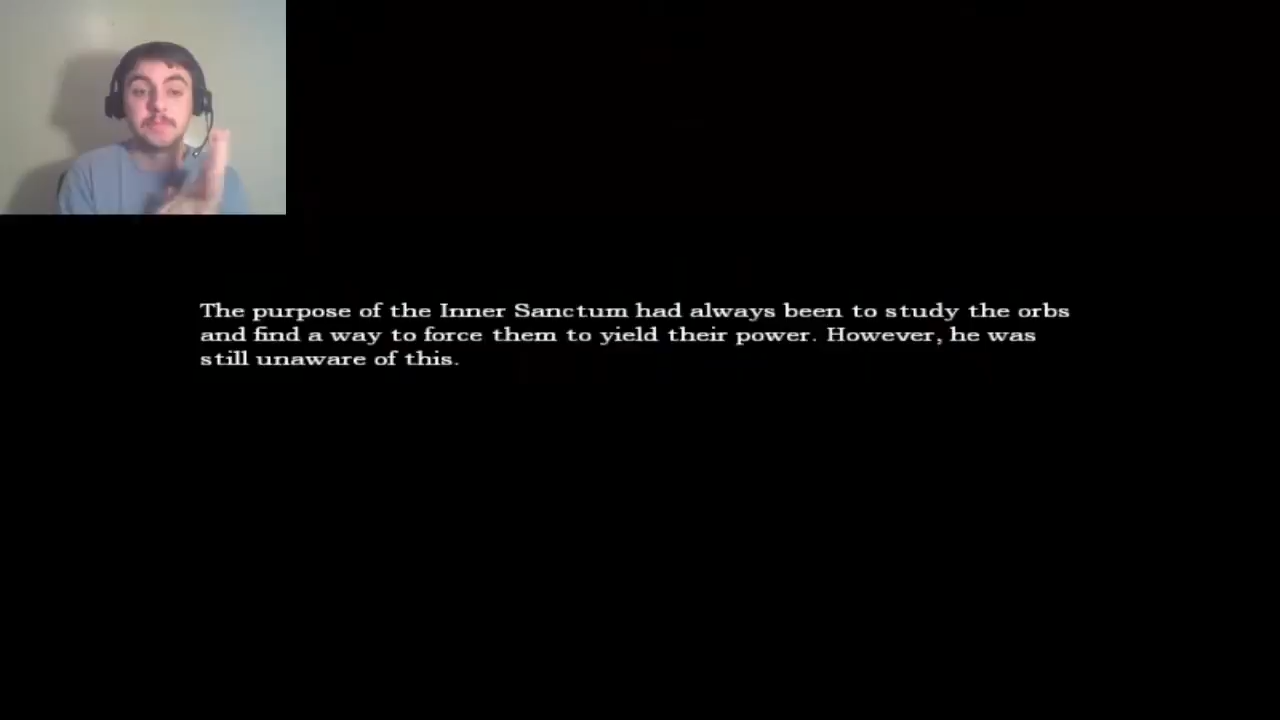 The purpose of the Inner Sanctum had always been to study the orbs
and find a way to force them to yield their power. However, he was
still unaware of this.